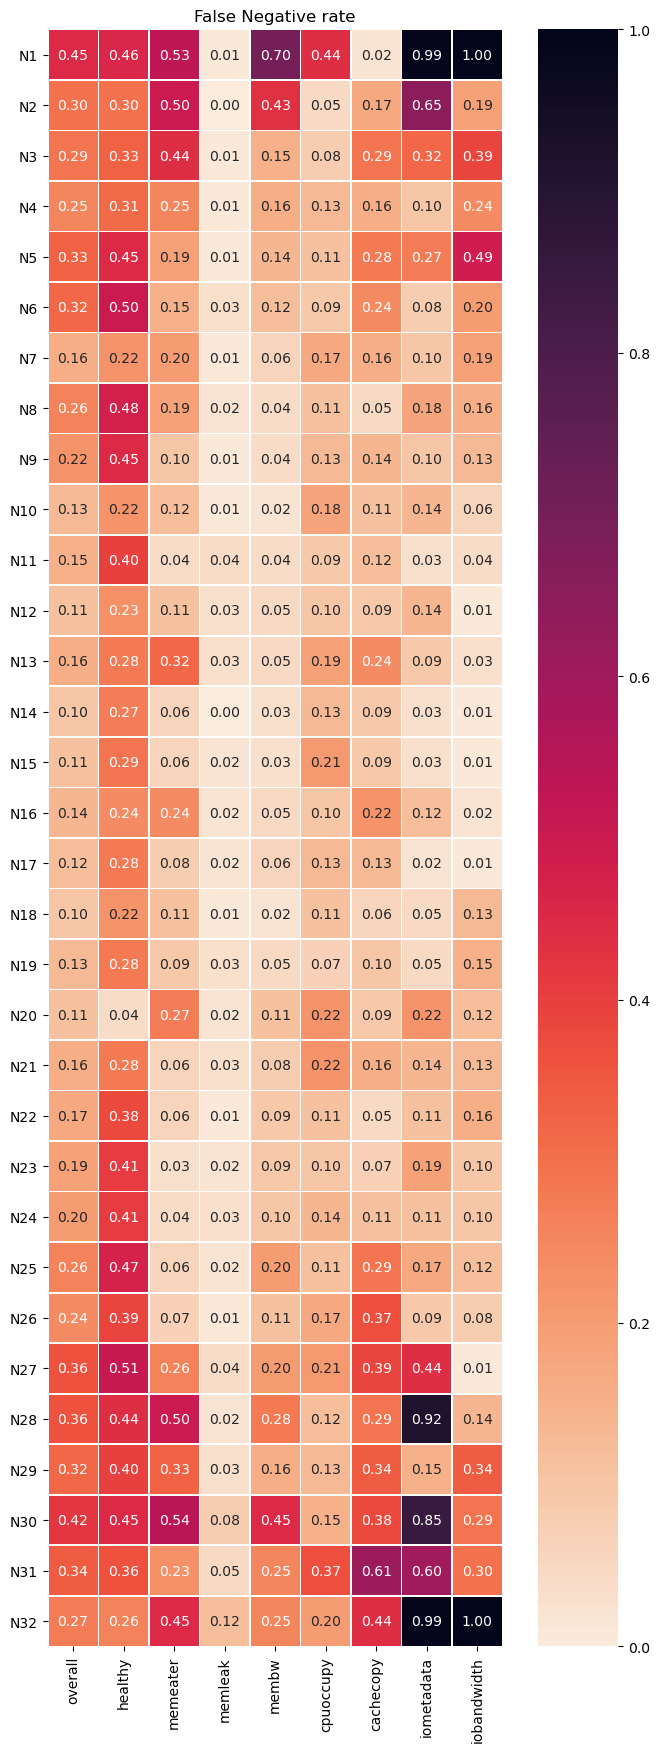 False Negative rate
N1 0.45 0.46 0.53 0.01 0.70 0.44 0.02 0.99 1.00
N2 0.30 0.30 0.50 0.00 0.43 0.05 0.17 0.65 0.19
N3 0.29 0.33 0.44 0.01 0.15 0.08 0.29 0.32 0.39
N4 0.25 0.31 0.25 0.01 0.16 0.13 0.16 0.10 0.24
N5 0.33 0.45 0.19 0.01 0.14 0.11 0.28 0.27 0.49
N6 0.32 0.50 0.15 0.03 0.12 0.09 0.24 0.08 0.20
N7 0.16 0.22 0.20 0.01 0.06 0.17 0.16 0.10 0.19
N8 0.26 0.48 0.19 0.02 0.04 0.11 0.05 0.18 0.16
N9 0.22 0.45 0.10 0.01 0.04 0.13 0.14 0.10 0.13
N10 0.13 0.22 0.12 0.01 0.02 0.18 0.11 0.14 0.06
N11 0.15 0.40 0.04 0.04 0.04 0.09 0.12 0.03 0.04
N12 0.11 0.23 0.11 0.03 0.05 0.10 0.09 0.14 0.01
N13 0.16 0.28 0.32 0.03 0.05 0.19 0.24 0.09 0.03
N14 0.10 0.27 0.06 0.00 0.03 0.13 0.09 0.03 0.01
N15 0.11 0.29 0.06 0.02 0.03 0.21 0.09 0.03 0.01
N16 0.14 0.24 0.24 0.02 0.05 0.10 0.22 0.12 0.02
N17 0.12 0.28 0.08 0.02 0.06 0.13 0.13 0.02 0.01
N18 0.10 0.22 0.11 0.01 0.02 0.11 0.06 0.05 0.13
N19 0.13 0.28 0.09 0.03 0.05 0.07 0.10 0.05 0.15
N20 0.11 0.04 0.27 0.02 0.11 0.22 0.09 0.22 0.12
N21 0.16 0.28 0.06 0.03 0.08 0.22 0.16 0.14 0.13
N22 0.17 0.38 0.06 0.01 0.09 0.11 0.05 0.11 0.16
N23 0.19 0.41 0.03 0.02 0.09 0.10 0.07 0.19 0.10
N24 0.20 0.41 0.04 0.03 0.10 0.14 0.11 0.11 0.10
N25 0.26 0.47 0.06 0.02 0.20 0.11 0.29 0.17 0.12
N26 0.24 0.39 0.07 0.01 0.11 0.17 0.37 0.09 0.08
N27 0.36 0.51 0.26 0.04 0.20 0.21 0.39 0.44 0.01
N28 0.36 0.44 0.50 0.02 0.28 0.12 0.29 0.92 0.14
N29 0.32 0.40 0.33 0.03 0.16 0.13 0.34 0.15 0.34
N30 0.42 0.45 0.54 0.08 0.45 0.15 0.38 0.85 0.29
N31 0.34 0.36 0.23 0.05 0.25 0.37 0.61 0.60 0.30
N32 0.27 0.26 0.45 0.12 0.25 0.20 0.44 0.99 1.00
overall healthy memeater memleak membw cpuoccupy cachecopy iometadata iobandwidth
1.0
0.8
0.6
0.4
0.2
0.0